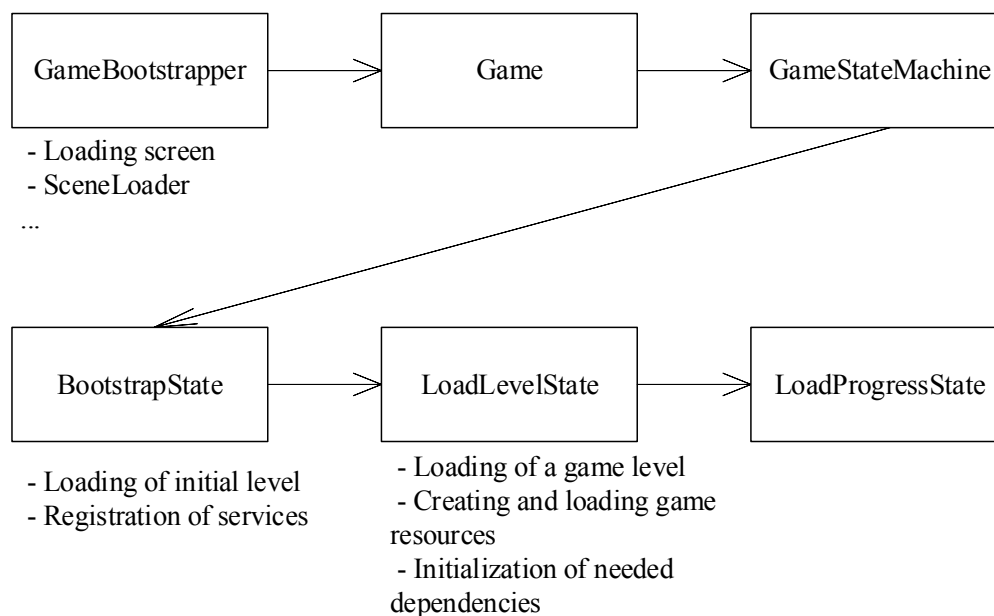 GameBootstrapper
Game
GameStateMachine
- Loading screen
- SceneLoader
...
BootstrapState
LoadLevelState
LoadProgressState
- Loading of initial level
- Registration of services
- Loading of a game level
- Creating and loading game
resources
- Initialization of needed
dependencies